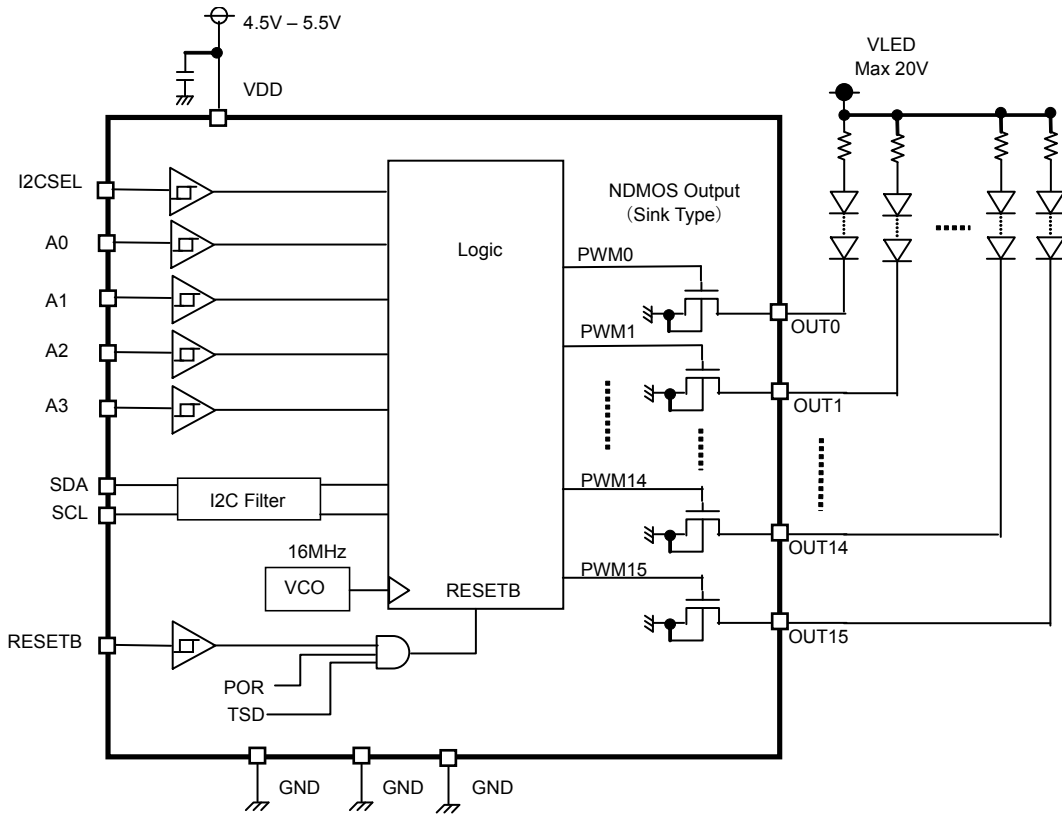 4.5V – 5.5V
VDD
VLED
Max 20V
I2CSEL
A0
A1
A2
A3
SDA
SCL
I2C Filter
16MHz
VCO
RESETB
POR
TSD
Logic
RESETB
NDMOS Output
（Sink Type）
PWM0
OUT0
PWM1
OUT1
PWM14
OUT14
PWM15
OUT15
GND
GND
GND